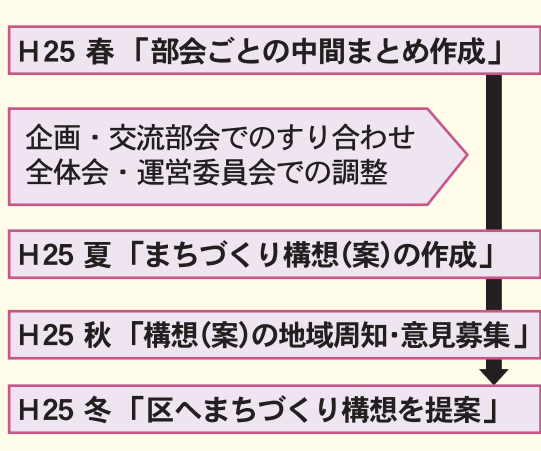 H25 春「部会ごとの中間まとめ作成」
企画・交流部会でのすり合わせ
全体会・運営委員会での調整
H25 夏「まちづくり構想(案)の作成」
H25 秋「構想(案)の地域周知・意見募集」
H25 冬「区へまちづくり構想を提案」